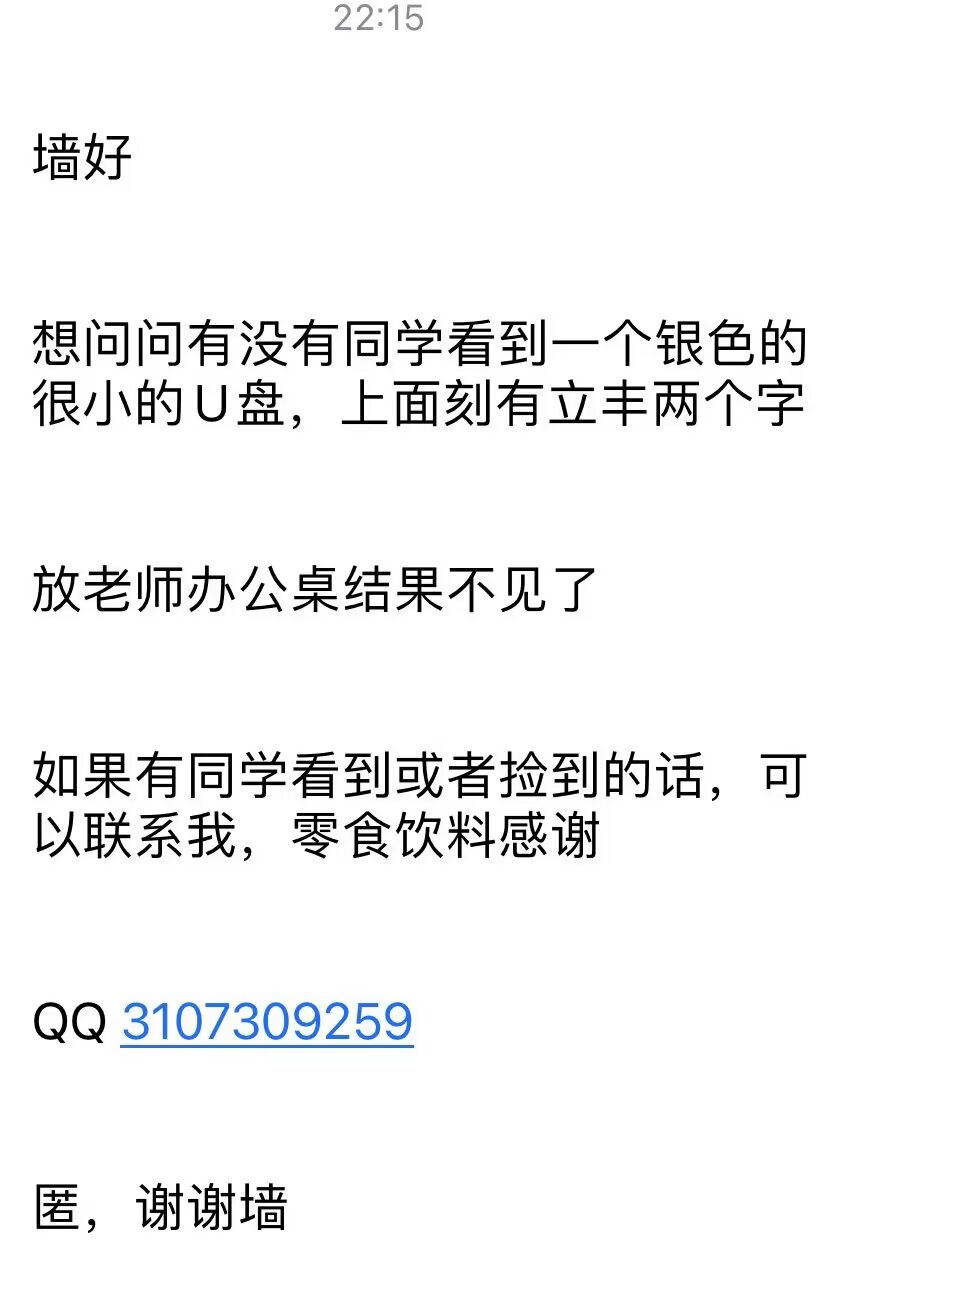 22:15
墙好
想问问有没有同学看到一个银色的
很小的U盘，上面刻有立丰两个字
放老师办公桌结果不见了
如果有同学看到或者捡到的话，可
以联系我，零食饮料感谢
QQ 3107309259
匿，谢谢墙